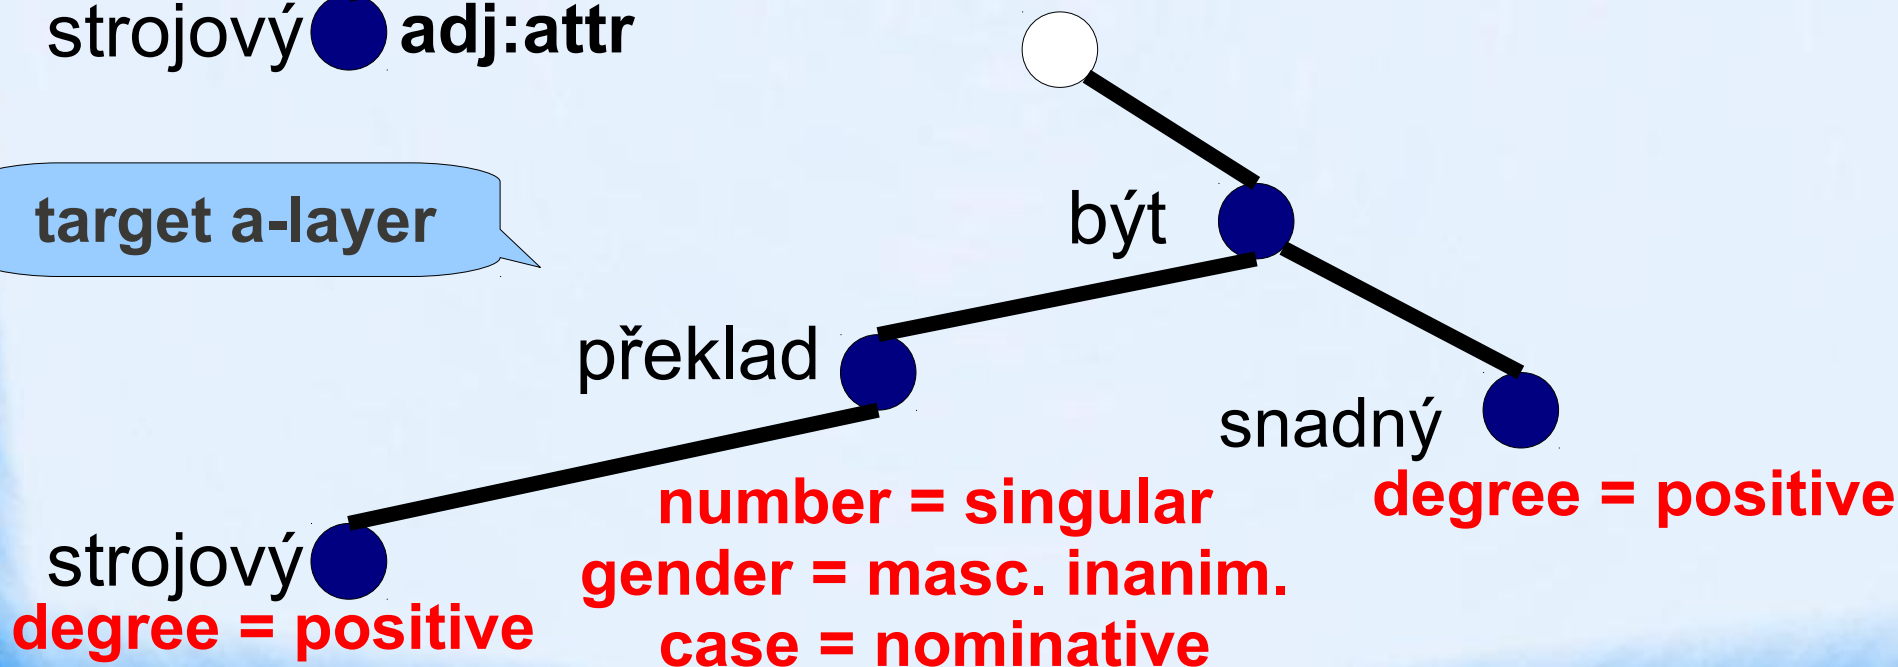 strojový adj:attr
target a-layer
být
překlad
snadný
number = singular
degree = positive
strojový
gender = masc. inanim.
degree = positive
case = nominative